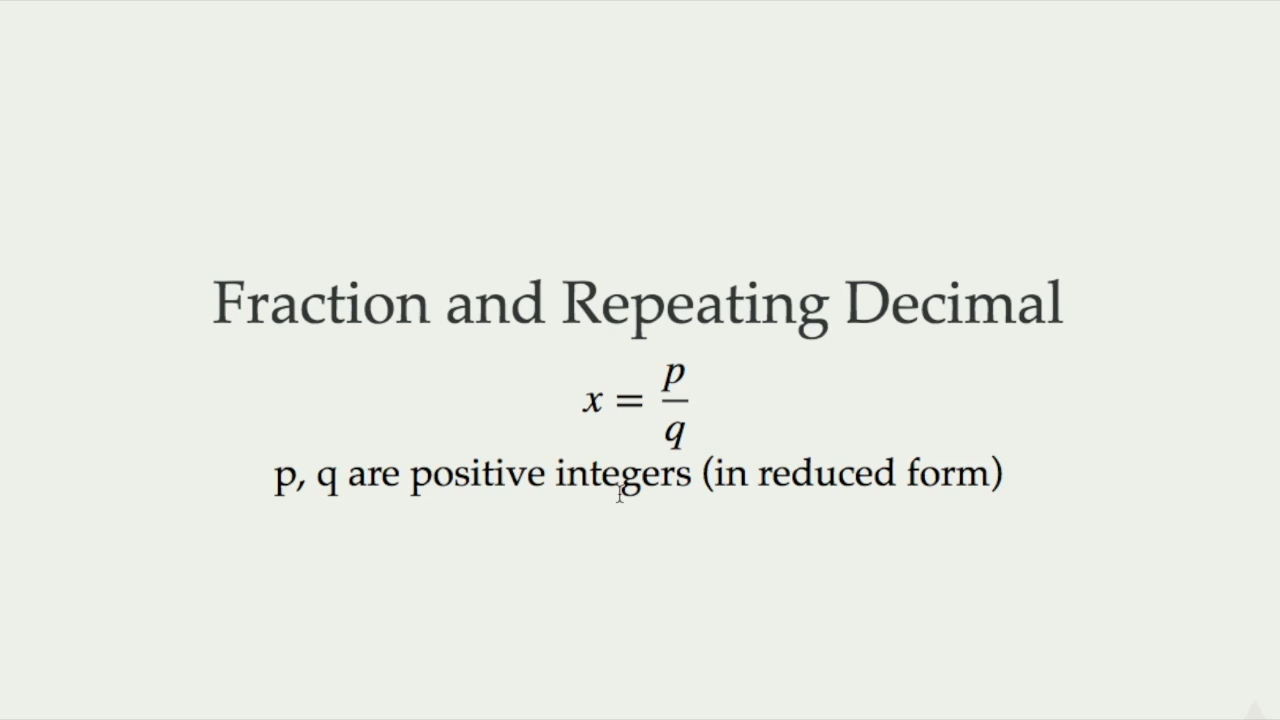 Fraction and Repeating Decimal
x = p/q
p, q are positive integers (in reduced form)